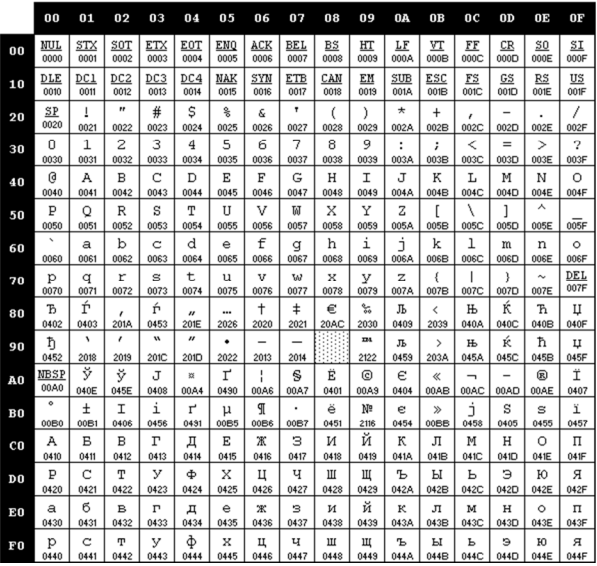 00 01 02 03 04 05 06 07 08 09 0A 0B 0C 0D 0E 0F
00 NUL STX SOT ETX EOT ENQ ACK BEL BS HT LF VT FF CR SO SI
0000 0001 0002 0003 0004 0005 0006 0007 0008 0009 000A 000B 000C 000D 000E 000F
10 DLE DC1 DC2 DC3 DC4 NAK SYN ETB CAN EM SUB ESC FS GS RS US
0010 0011 0012 0013 0014 0015 0016 0017 0018 0019 001A 001B 001C 001D 001E 001F
20 SP ! " # $ % & ' ( ) * + , - . /
0020 0021 0022 0023 0024 0025 0026 0027 0028 0029 002A 002B 002C 002D 002E 002F
30 0 1 2 3 4 5 6 7 8 9 : ; < = > ?
0030 0031 0032 0033 0034 0035 0036 0037 0038 0039 003A 003B 003C 003D 003E 003F
40 @ A B C D E F G H I J K L M N O
0040 0041 0042 0043 0044 0045 0046 0047 0048 0049 004A 004B 004C 004D 004E 004F
50 P Q R S T U V W X Y Z [ \ ] ^ _
0050 0051 0052 0053 0054 0055 0056 0057 0058 0059 005A 005B 005C 005D 005E 005F
60 ` a b c d e f g h i j k l m n o
0060 0061 0062 0063 0064 0065 0066 0067 0068 0069 006A 006B 006C 006D 006E 006F
70 p q r s t u v w x y z { | } ~ DEL
0070 0071 0072 0073 0074 0075 0076 0077 0078 0079 007A 007B 007C 007D 007E 007F
80 Ђ Ѓ ‚ ѓ „ … † ‡ € ‰ Љ ‹ Њ Ќ Ћ Џ
0402 0403 201A 0453 201E 2026 2020 2021 20AC 2030 0409 2039 040A 040C 040B 040F
90 ђ ‘ ’ “ ” • – — ™ љ › њ ќ ћ џ
0452 2018 2019 201C 201D 2022 2013 2014 2122 0459 203A 045A 045C 045B 045F
A0 NBSP Ў ў Ј ¤ Ґ ¦ § Ё © Є « ¬ - ® Ї
00A0 040E 045E 0408 00A4 0490 00A6 00A7 0401 00A9 0404 00AB 00AC 00AD 00AE 0407
B0 ° ± І і ґ µ ¶ · ё № є » ј Ѕ ѕ ї
00B0 00B1 0406 0456 0491 00B5 00B6 00B7 0451 2116 0454 00BB 0458 0405 0455 0457
C0 А Б В Г Д Е Ж З И Й К Л М Н О П
0410 0411 0412 0413 0414 0415 0416 0417 0418 0419 041A 041B 041C 041D 041E 041F
D0 Р С Т У Ф Х Ц Ч Ш Щ Ъ Ы Ь Э Ю Я
0420 0421 0422 0423 0424 0425 0426 0427 0428 0429 042A 042B 042C 042D 042E 042F
E0 а б в г д е ж з и й к л м н о п
0430 0431 0432 0433 0434 0435 0436 0437 0438 0439 043A 043B 043C 043D 043E 043F
F0 р с т у ф х ц ч ш щ ъ ы ь э ю я
0440 0441 0442 0443 0444 0445 0446 0447 0448 0449 044A 044B 044C 044D 044E 044F